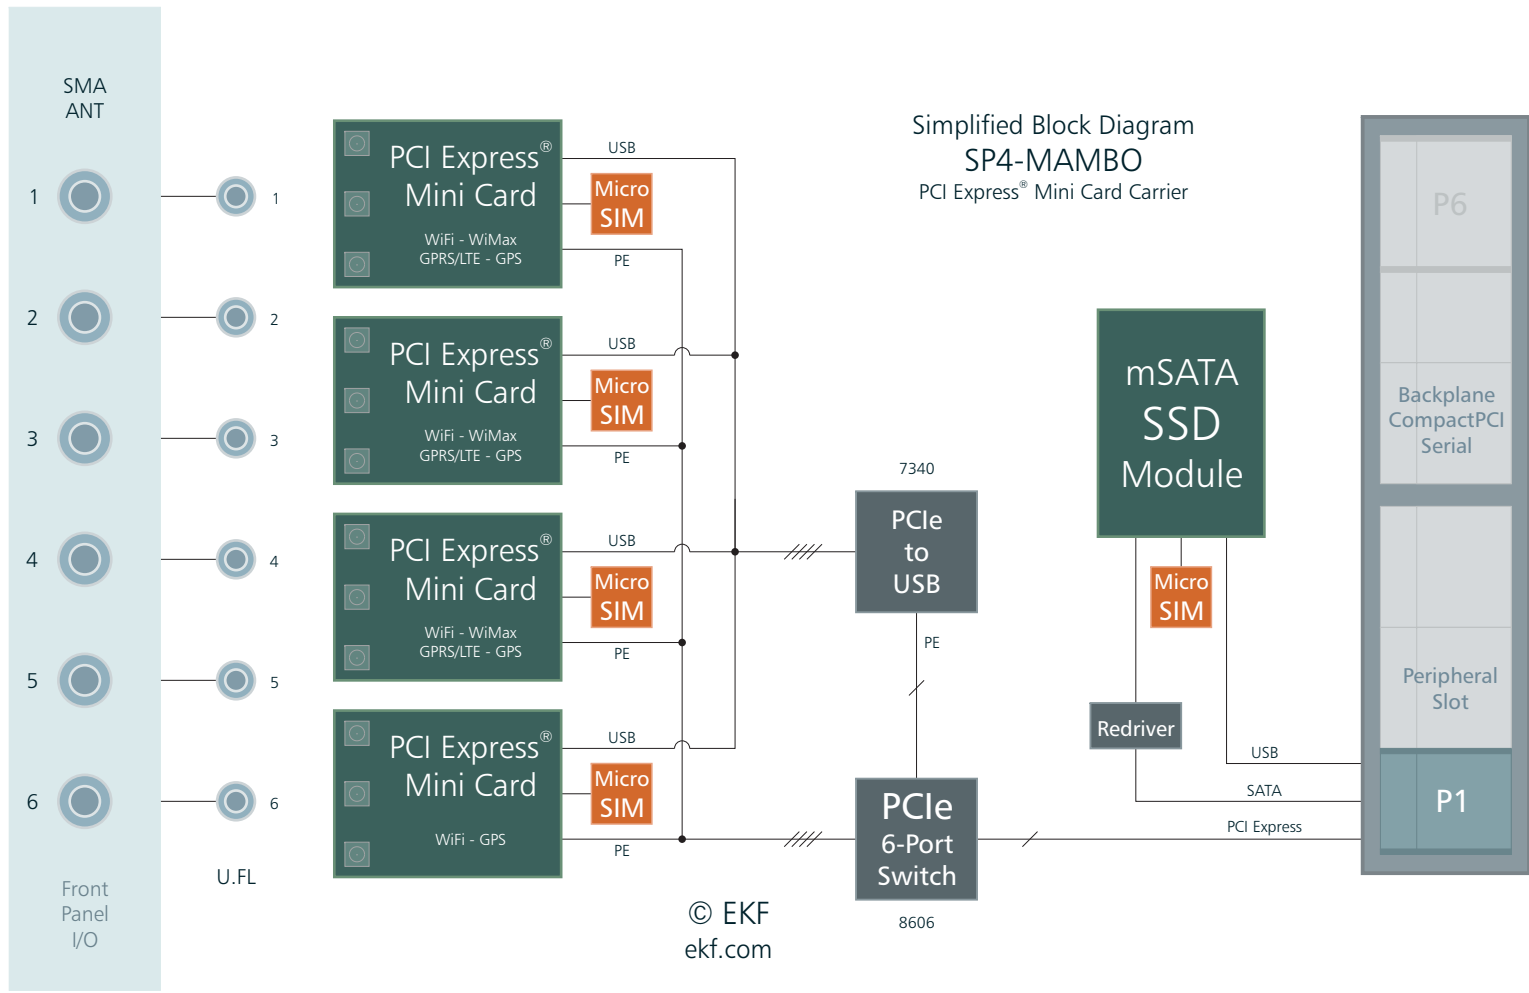 SMA
ANT
1
2
3
4
5
6
Front
Panel
I/O
1
2
3
4
5
6
U.FL
PCI Express®
Mini Card
WiFi - WiMax
GPRS/LTE - GPS
USB
Micro
SIM
PE
PCI Express®
Mini Card
WiFi - WiMax
GPRS/LTE - GPS
USB
Micro
SIM
PE
PCI Express®
Mini Card
WiFi - WiMax
GPRS/LTE - GPS
USB
Micro
SIM
PE
PCI Express®
Mini Card
WiFi - GPS
USB
Micro
SIM
PE
Simplified Block Diagram
SP4-MAMBO
PCI Express® Mini Card Carrier
7340
PCIe
to
USB
PE
PCIe
6-Port
Switch
8606
mSATA
SSD
Module
Micro
SIM
Redriver
USB
SATA
PCI Express
P6
Backplane
CompactPCI
Serial
Peripheral
Slot
P1
© EKF
ekf.com